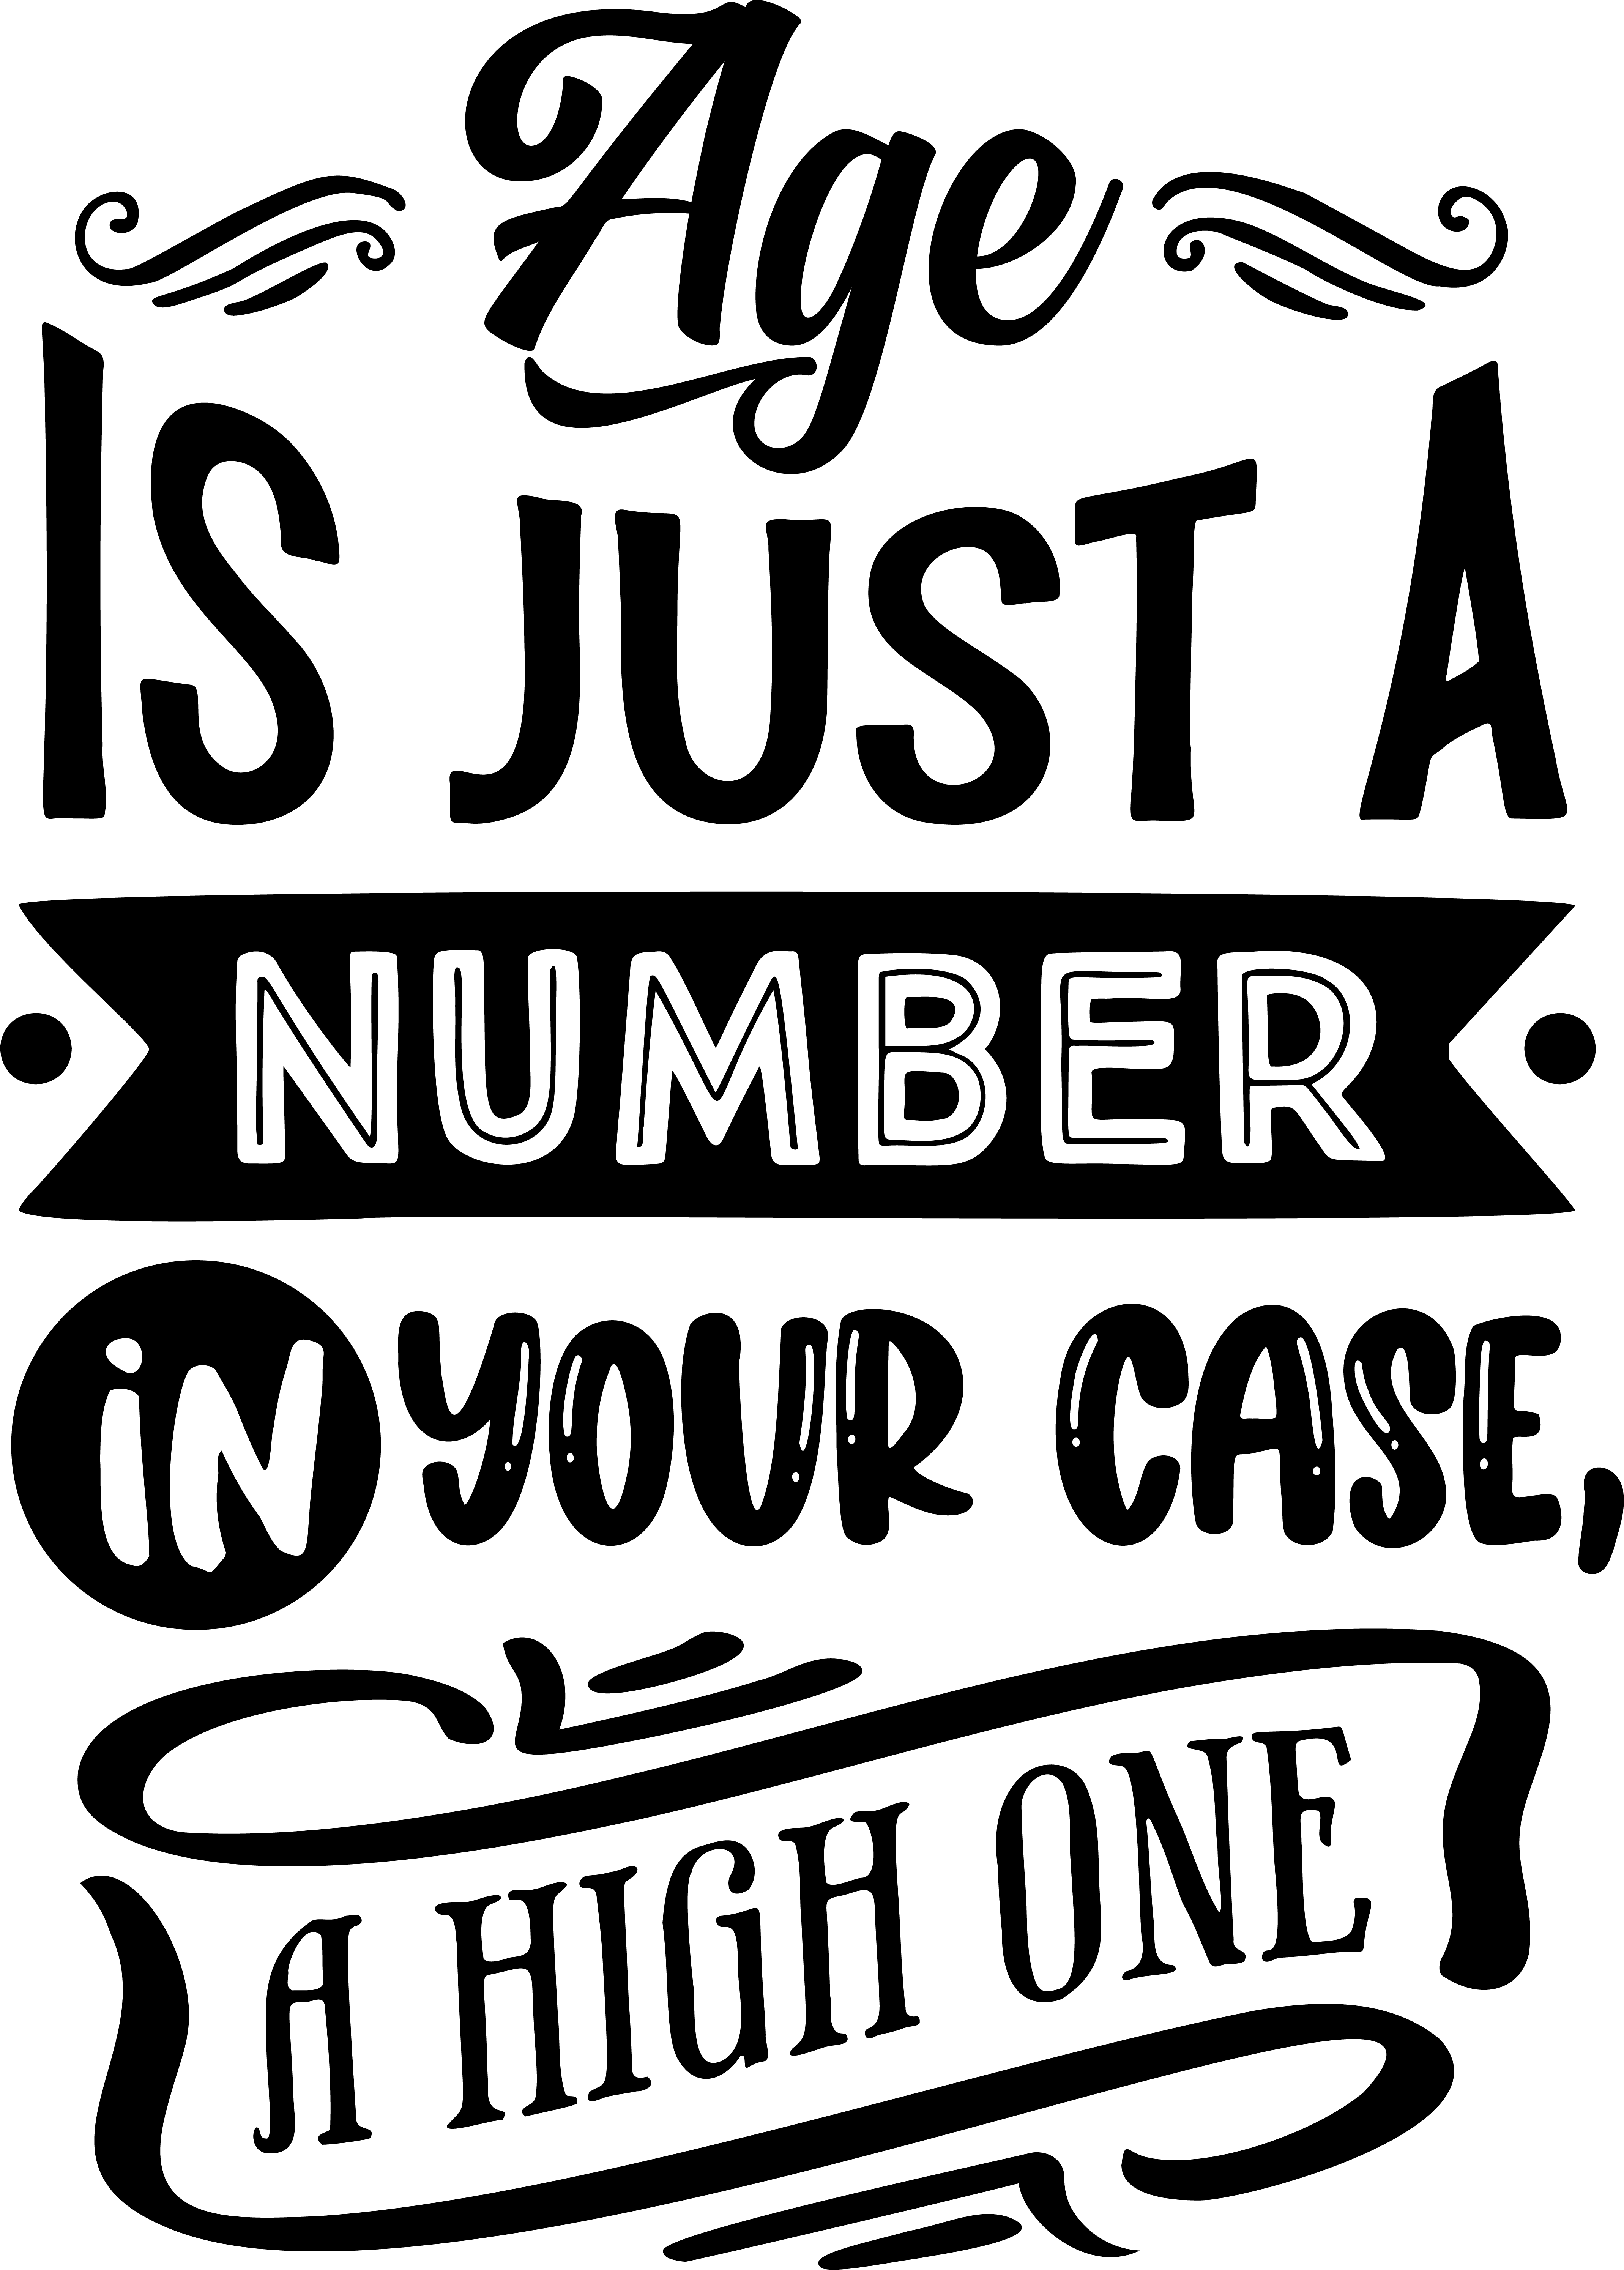 Age
IS JUST A
NUMBER
iN YOUR CASE,
A HIGH ONE